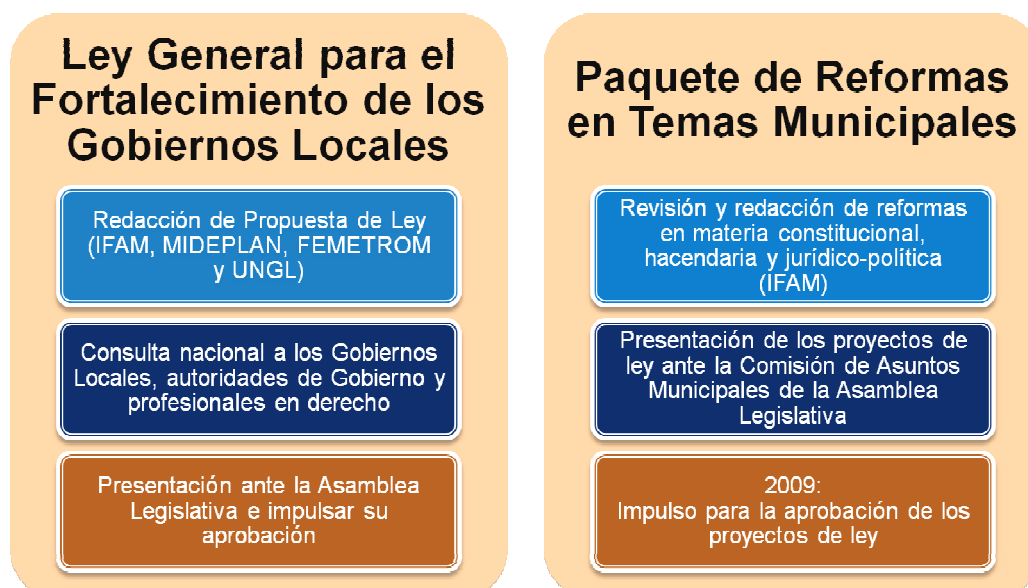 Ley General para el
Fortalecimiento de los
Gobiernos Locales
Redacción de Propuesta de Ley
(IFAM, MIDEPLAN, FEMETROM
y UNGL)
Consulta nacional a los Gobiernos
Locales, autoridades de Gobierno y
profesionales en derecho
Presentación ante la Asamblea
Legislativa e impulsar su
aprobación
Paquete de Reformas
en Temas Municipales
Revisión y redacción de reformas
en materia constitucional,
hacendaria y jurídico-política
(IFAM)
Presentación de los proyectos de
ley ante la Comisión de Asuntos
Municipales de la Asamblea
Legislativa
2009:
Impulso para la aprobación de los
proyectos de ley